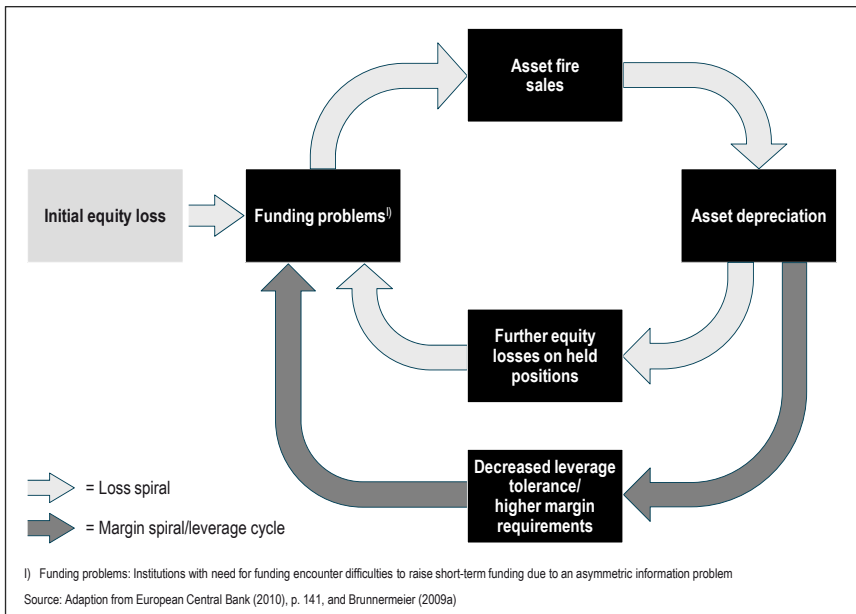 Asset fire
sales
Initial equity loss
Funding problems^I)
Asset depreciation
Further equity
losses on held
positions
Decreased leverage
tolerance/
higher margin
requirements
= Loss spiral
= Margin spiral/leverage cycle
I) Funding problems: Institutions with need for funding encounter difficulties to raise short-term funding due to an asymmetric information problem
Source: Adaption from European Central Bank (2010), p. 141, and Brunnermeier (2009a)